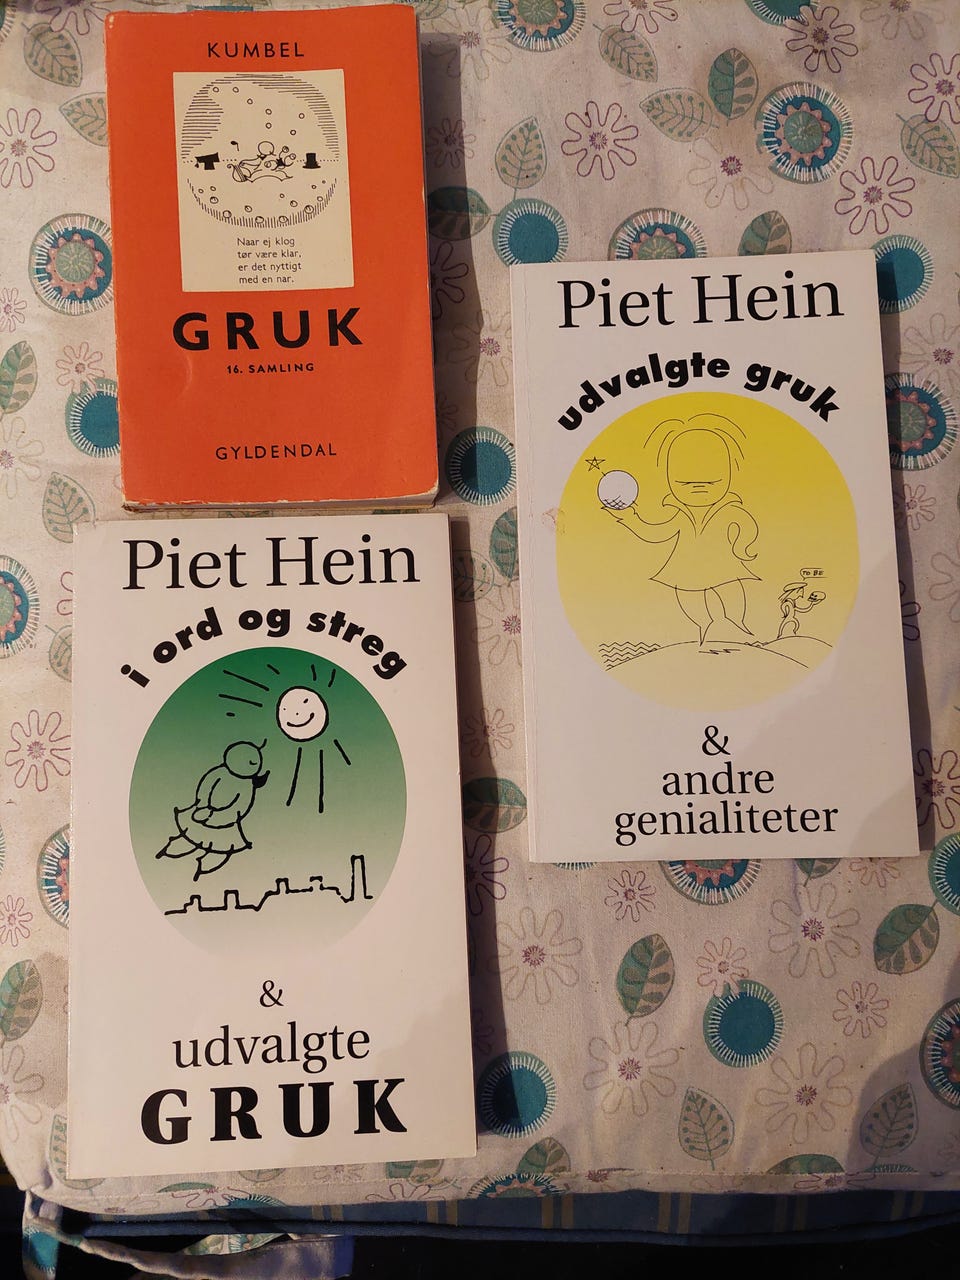 KUMBEL
Naar ej klog
tør være klar,
er det nyttigt
med en nar.
GRUK
16. SAMLING
GYLDENDAL
Piet Hein
udvalgte gruk
TO BE
&
andre
genialiteter
Piet Hein
i ord og streg
&
udvalgte
GRUK